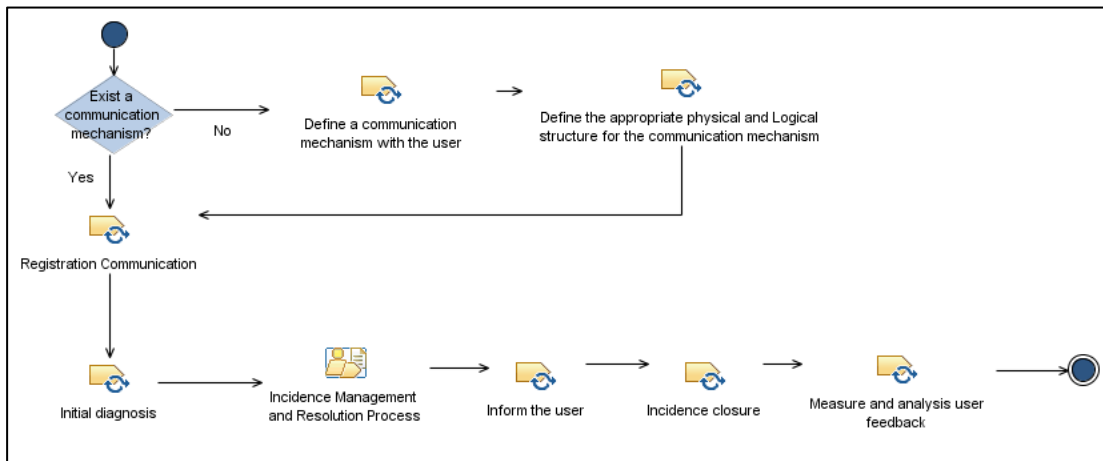 Exist a
communication
mechanism?
No
Define a communication
mechanism with the user
Define the appropriate physical and Logical
structure for the communication mechanism
Yes
Registration Communication
Initial diagnosis
Incidence Management
and Resolution Process
Inform the user
Incidence closure
Measure and analysis user
feedback